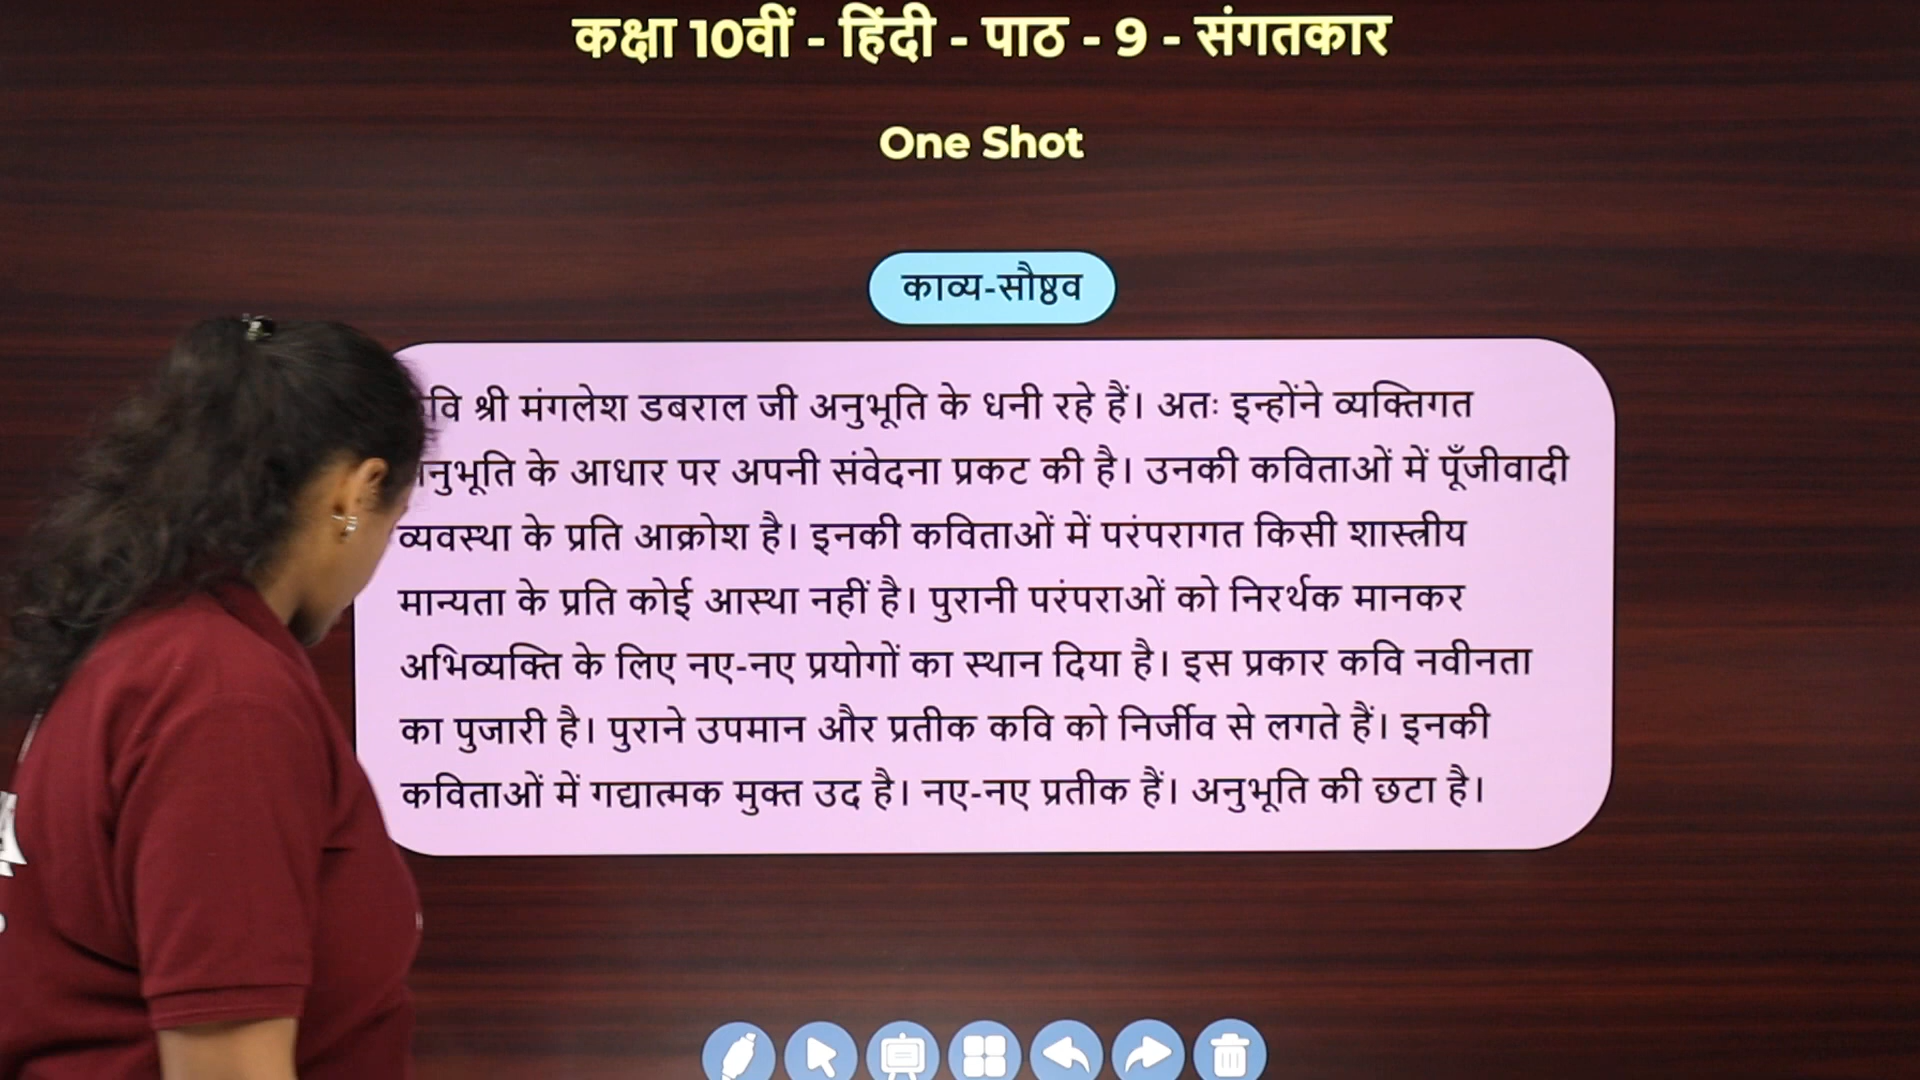 कक्षा 10वीं - हिंदी - पाठ - 9 - संगतकार
One Shot
काव्य-सौष्ठव
श्री मंगलेश डबराल जी अनुभूति के धनी रहे हैं। अतः इन्होंने व्यक्तिगत
के आधार पर अपनी संवेदना प्रकट की है। उनकी कविताओं में पूँजीवादी
व्यवस्था के प्रति आक्रोश है। इनकी कविताओं में परंपरागत किसी शास्त्रीय
मान्यता के प्रति कोई आस्था नहीं है। पुरानी परंपराओं को निरर्थक मानकर
अभिव्यक्ति के लिए नए-नए प्रयोगों का स्थान दिया है। इस प्रकार कवि नवीनता
का पुजारी है। पुराने उपमान और प्रतीक कवि को निर्जीव से लगते हैं। इनकी
कविताओं में गद्यात्मक मुक्त उद है। नए-नए प्रतीक हैं। अनुभूति की छटा है।